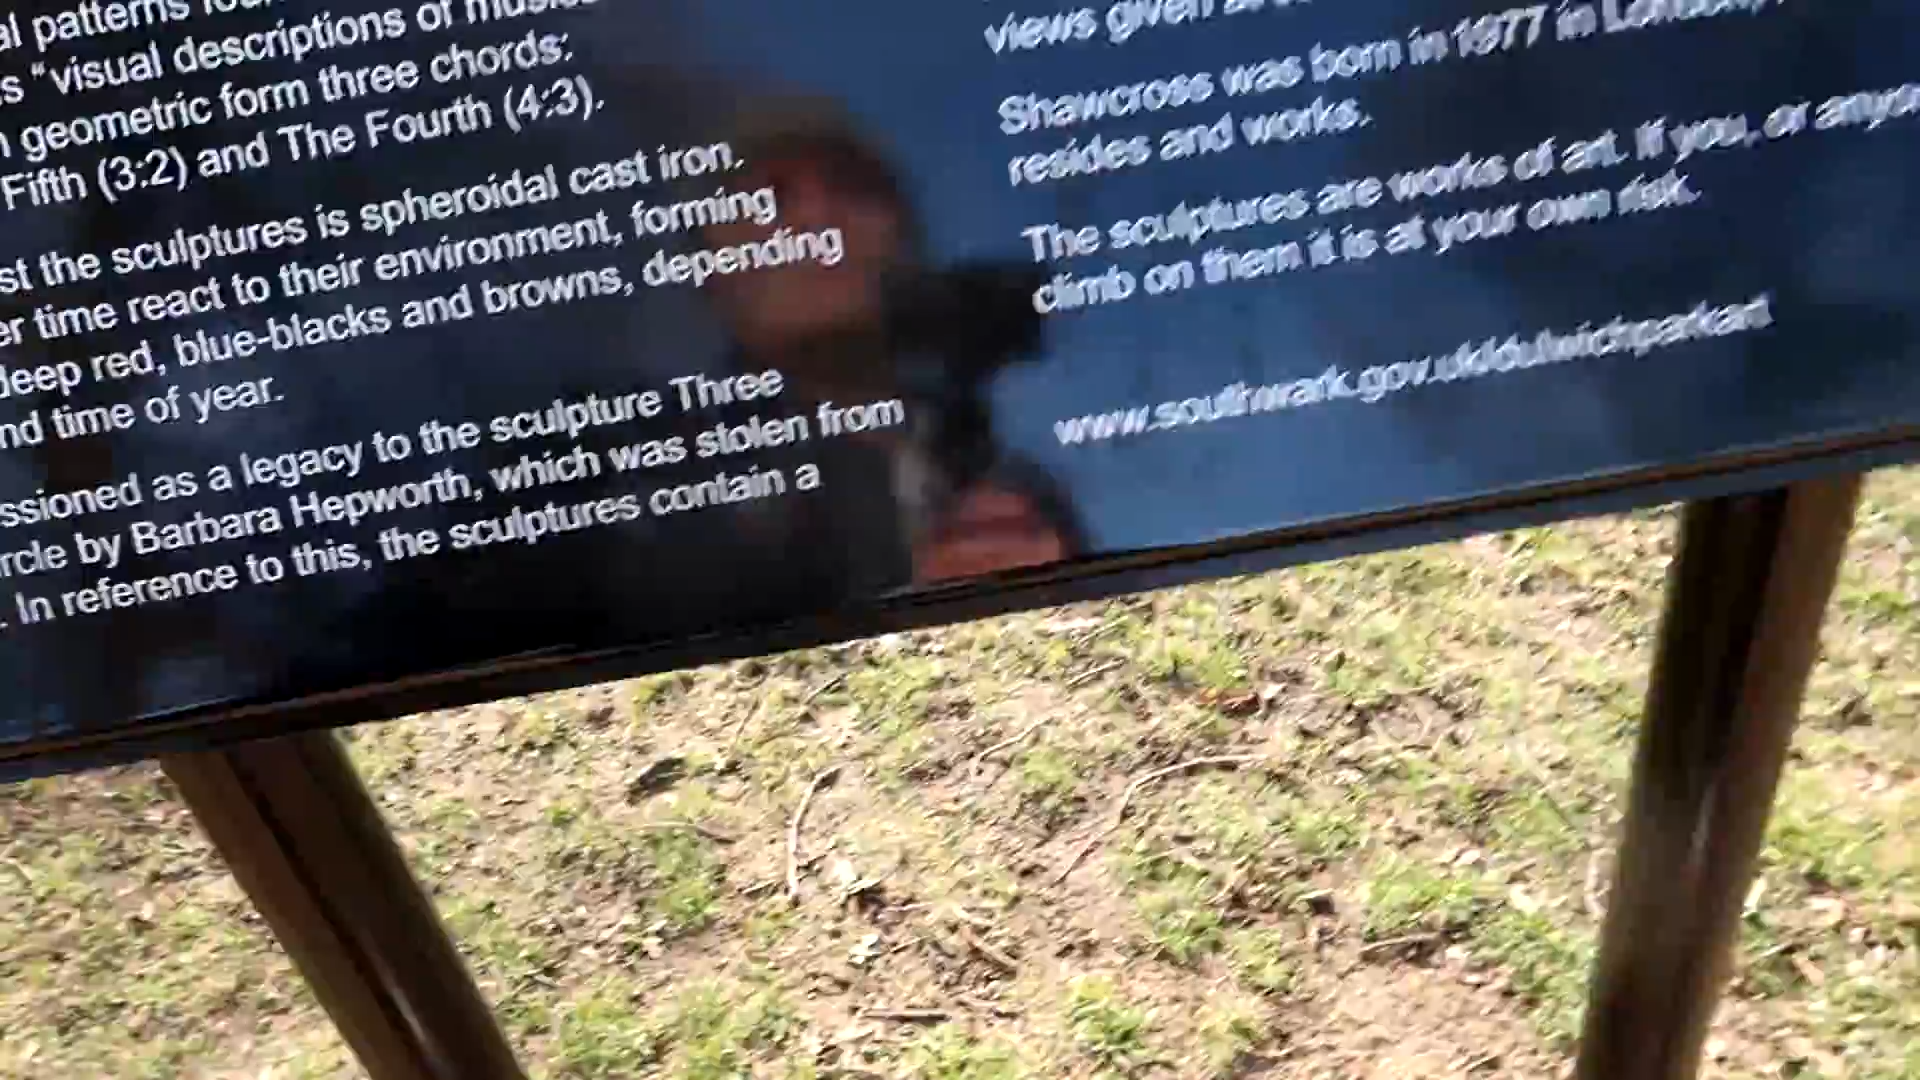 al patterns
s “visual descriptions of
geometric form three chords:
Fifth (3:2) and The Fourth (4:3).
st the sculptures is spheroidal cast iron.
er time react to their environment, forming
deep red, blue-blacks and browns, depending
nd time of year.
ssioned as a legacy to the sculpture Three
rcle by Barbara Hepworth, which was stolen from
. In reference to this, the sculptures contain a
views given
Shawcross was born in 1977 in London,
resides and works.
The sculptures are works of art. If you, or anyo
climb on them it is at your own risk.
www.southwark.gov.uk/dulwichparkart